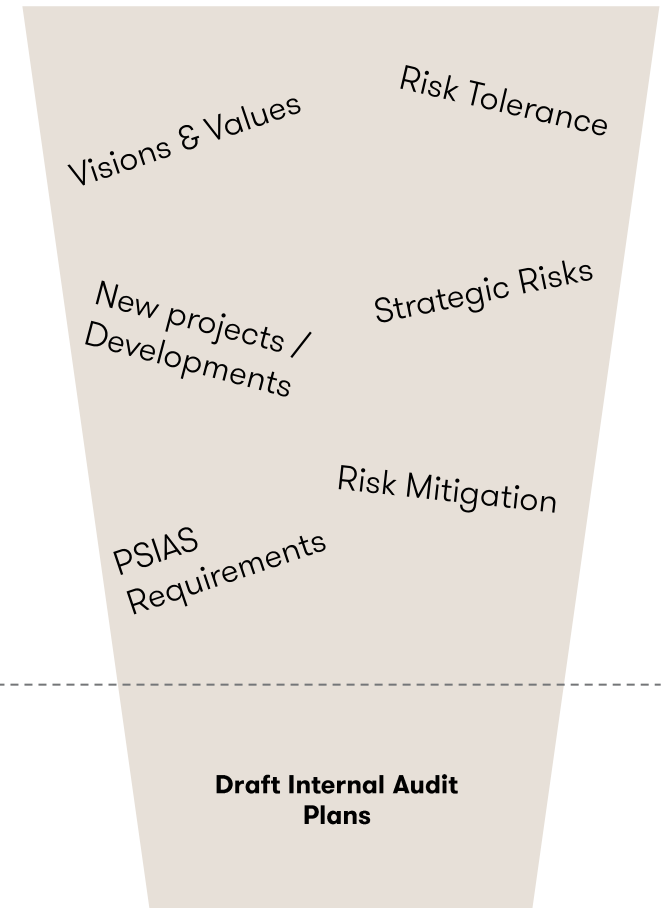 Visions & Values
Risk Tolerance
New projects /
Developments
Strategic Risks
Risk Mitigation
PSIAS
Requirements
Draft Internal Audit
Plans